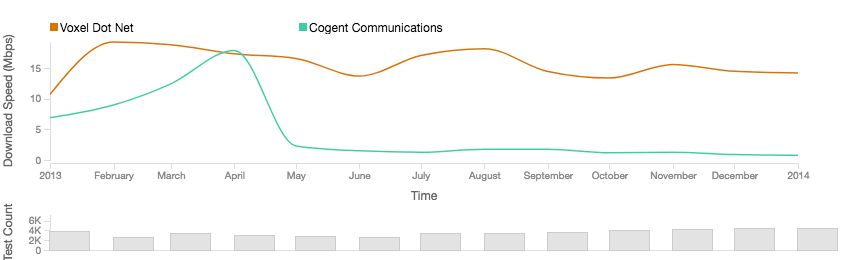 Voxel Dot Net Cogent Communications
Download Speed (Mbps)
15
10
5
0
2013 February March April May June July August September October November December 2014
Time
Test Count
6K
4K
2K
0